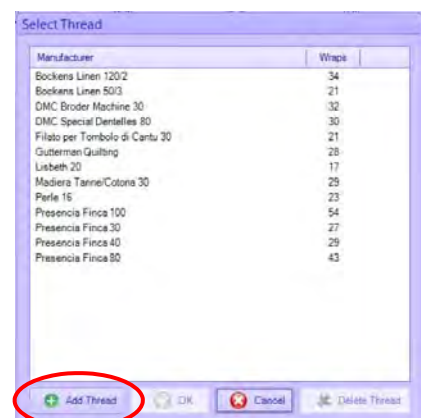 Select Thread
Manufacturer Wraps
Bockens Linen 120/2 34
Bockens Linen 50/3 21
DMC Broder Machine 30 32
DMC Special Dentelles 80 30
Filato per Tombolo di Cantu 30 21
Gutterman Quilting 28
Lisbeth 20 17
Madiera Tanne/Cotona 30 29
Perle 16 23
Presencia Finca 100 54
Presencia Finca 30 27
Presencia Finca 40 29
Presencia Finca 80 43
Add Thread OK Cancel Delete Thread